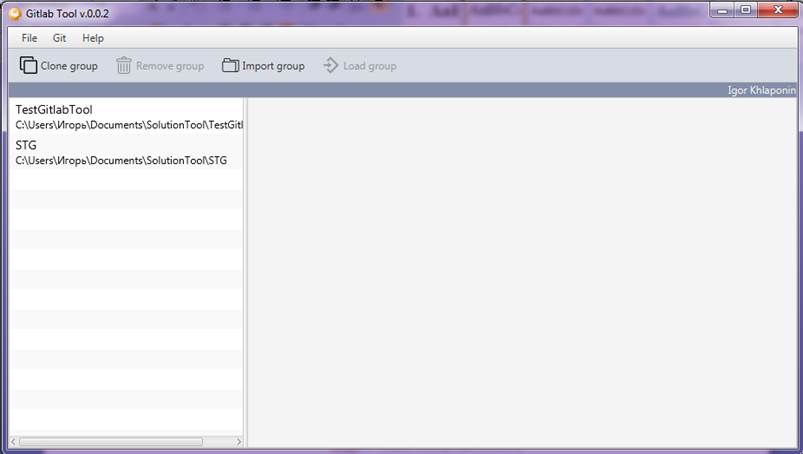 Gitlab Tool v.0.0.2
File Git Help
Clone group Remove group Import group Load group
Igor Khlaponin
TestGitlabTool
C:\Users\Игорь\Documents\SolutionTool\TestGitl
STG
C:\Users\Игорь\Documents\SolutionTool\STG